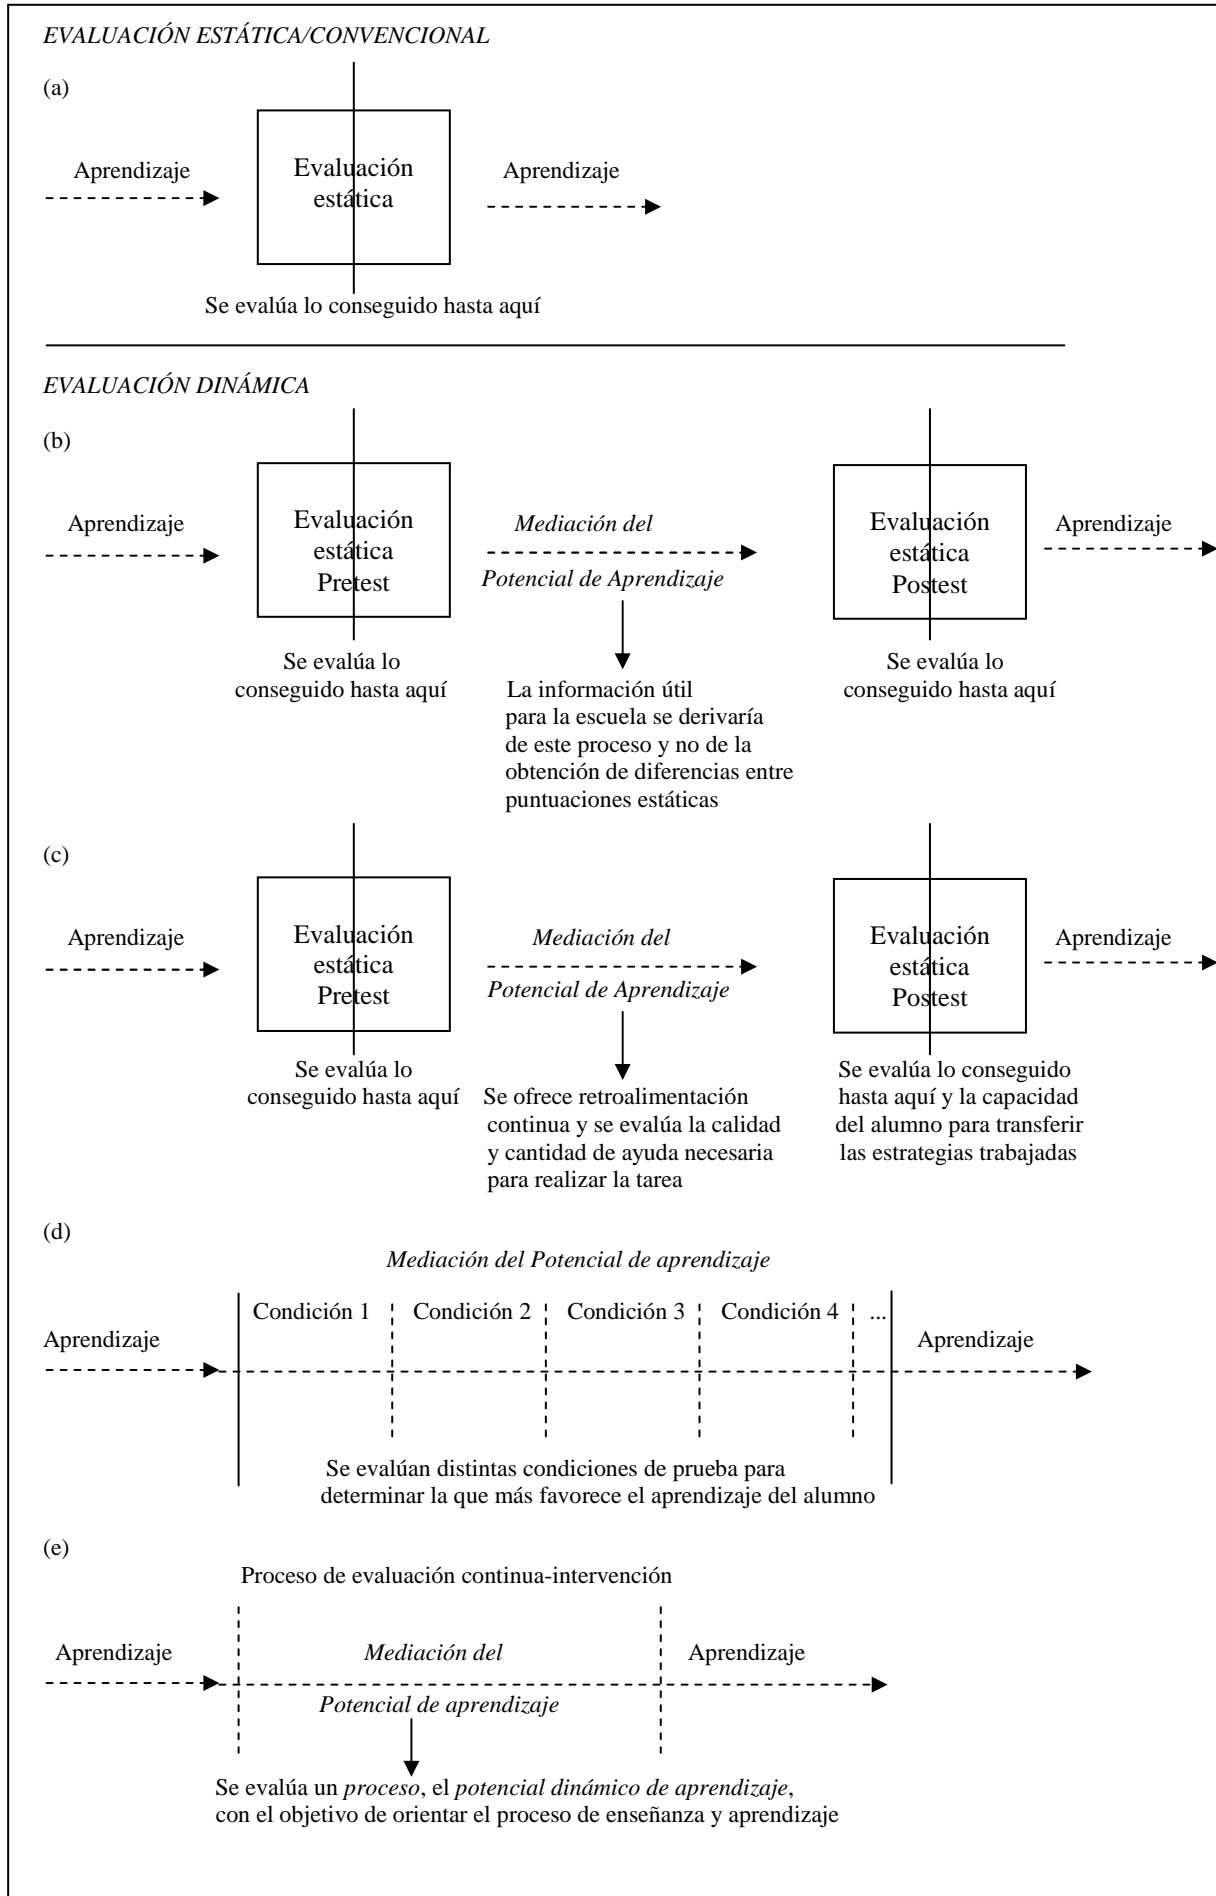 EVALUACIÓN ESTÁTICA/CONVENCIONAL
(a)
Aprendizaje
Evaluación
estática
Aprendizaje
Se evalúa lo conseguido hasta aquí
EVALUACIÓN DINÁMICA
(b)
Aprendizaje
Evaluación
estática
Pretest
Mediación del
Potencial de Aprendizaje
Evaluación
estática
Postest
Aprendizaje
Se evalúa lo
conseguido hasta aquí
La información útil
para la escuela se derivaría
de este proceso y no de la
obtención de diferencias entre
puntuaciones estáticas
Se evalúa lo
conseguido hasta aquí
(c)
Aprendizaje
Evaluación
estática
Pretest
Mediación del
Potencial de Aprendizaje
Evaluación
estática
Postest
Aprendizaje
Se evalúa lo
conseguido hasta aquí
Se ofrece retroalimentación
continua y se evalúa la calidad
y cantidad de ayuda necesaria
para realizar la tarea
Se evalúa lo conseguido
hasta aquí y la capacidad
del alumno para transferir
las estrategias trabajadas
(d)
Mediación del Potencial de aprendizaje
Aprendizaje
Condición 1
Condición 2
Condición 3
Condición 4
...
Aprendizaje
Se evalúan distintas condiciones de prueba para
determinar la que más favorece el aprendizaje del alumno
(e)
Proceso de evaluación continua-intervención
Aprendizaje
Mediación del
Potencial de aprendizaje
Aprendizaje
Se evalúa un proceso, el potencial dinámico de aprendizaje,
con el objetivo de orientar el proceso de enseñanza y aprendizaje